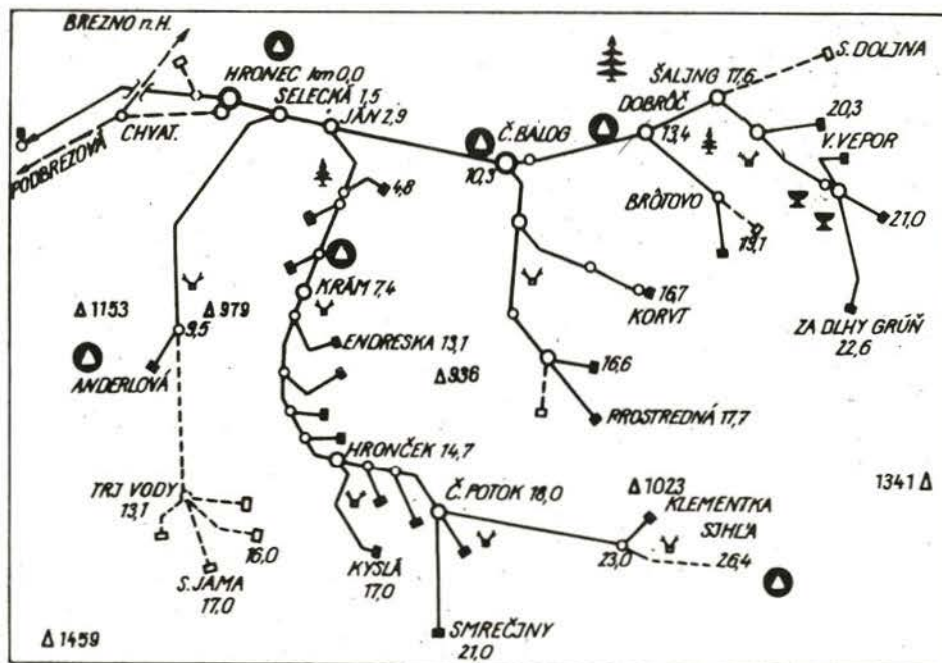 BREZNO n.H.
HRONEC km 0,0
SELECKÁ 1,5
JÁN 2,9
CHVAT.
PODBREZOVÁ
S. DOLINA
ŠALING 17,6
DOBROČ
13,4
20,3
V. VEPOR
Č. BALOG
10,3
4,8
BRÔTOVO
19,1
21,0
KRÁM 7,4
16,7
KORYT
ZA DLHY GRÚŇ
22,6
△1153
△979
9,5
ENDRESKA 13,1
△936
16,6
ANDERLOVÁ
PROSTREDNÁ 17,7
HRONČEK 14,7
TRI VODY
13,1
Č. POTOK 18,0
△1023
1341 △
KLEMENTKA
SIHĽA
16,0
23,0
26,4
S. JAMA
17,0
KYSLÁ
17,0
△1459
SMREČINY
21,0